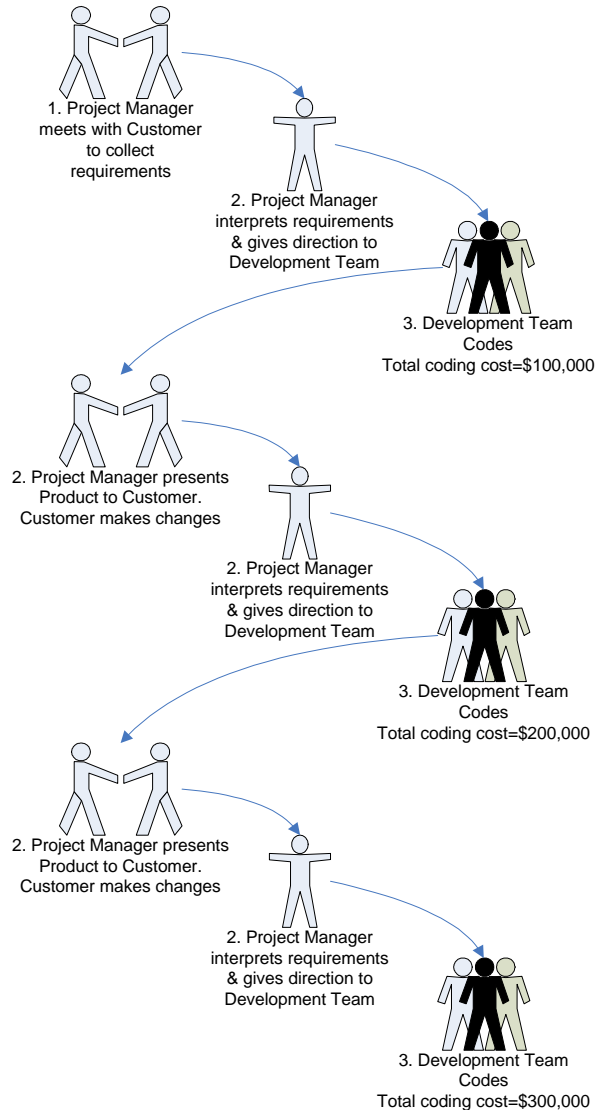 1. Project Manager
meets with Customer
to collect
requirements
2. Project Manager
interprets requirements
& gives direction to
Development Team
3. Development Team
Codes
Total coding cost=$100,000
2. Project Manager presents
Product to Customer.
Customer makes changes
2. Project Manager
interprets requirements
& gives direction to
Development Team
3. Development Team
Codes
Total coding cost=$200,000
2. Project Manager presents
Product to Customer.
Customer makes changes
2. Project Manager
interprets requirements
& gives direction to
Development Team
3. Development Team
Codes
Total coding cost=$300,000